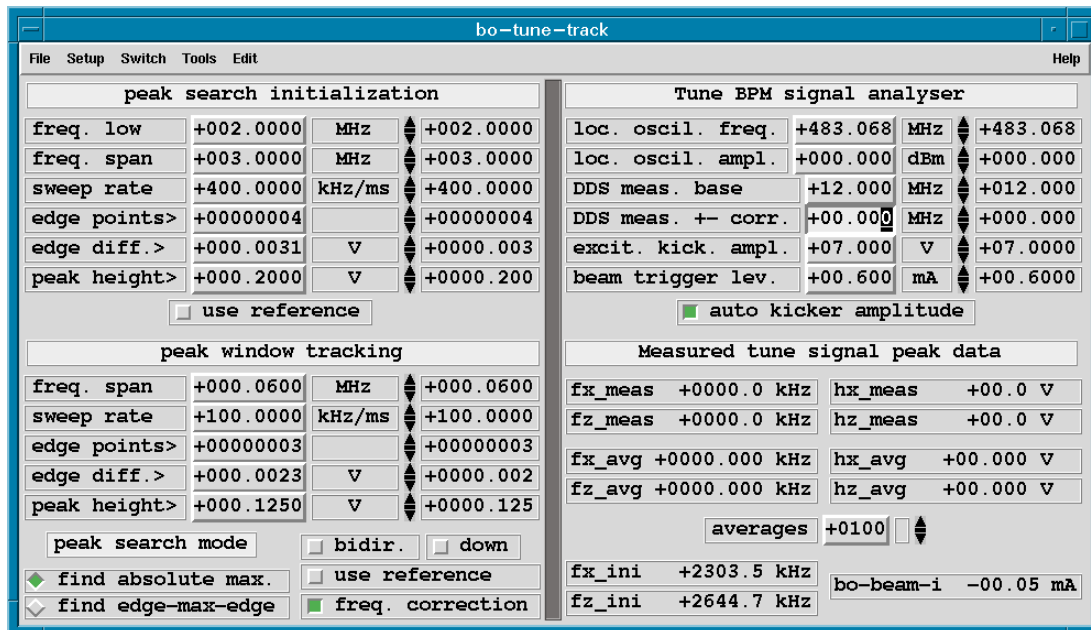 bo-tune-track
File Setup Switch Tools Edit Help
peak search initialization
freq. low +002.0000 MHz +002.0000
freq. span +003.0000 MHz +003.0000
sweep rate +400.0000 kHz/ms +400.0000
edge points> +00000004 +00000004
edge diff.> +000.0031 V +0000.003
peak height> +000.2000 V +0000.200
use reference
peak window tracking
freq. span +000.0600 MHz +000.0600
sweep rate +100.0000 kHz/ms +100.0000
edge points> +00000003 +00000003
edge diff.> +000.0023 V +0000.002
peak height> +000.1250 V +0000.125
peak search mode
bidir. down
find absolute max.
use reference
find edge-max-edge
freq. correction
Tune BPM signal analyser
loc. oscil. freq. +483.068 MHz +483.068
loc. oscil. ampl. +000.000 dBm +000.000
DDS meas. base +12.000 MHz +012.000
DDS meas. +- corr. +00.000 MHz +000.000
excit. kick. ampl. +07.000 V +07.0000
beam trigger lev. +00.600 mA +00.6000
auto kicker amplitude
Measured tune signal peak data
fx_meas +0000.0 kHz hx_meas +00.0 V
fz_meas +0000.0 kHz hz_meas +00.0 V
fx_avg +0000.000 kHz hx_avg +00.000 V
fz_avg +0000.000 kHz hz_avg +00.000 V
averages +0100
fx_ini +2303.5 kHz
fz_ini +2644.7 kHz
bo-beam-i -00.05 mA